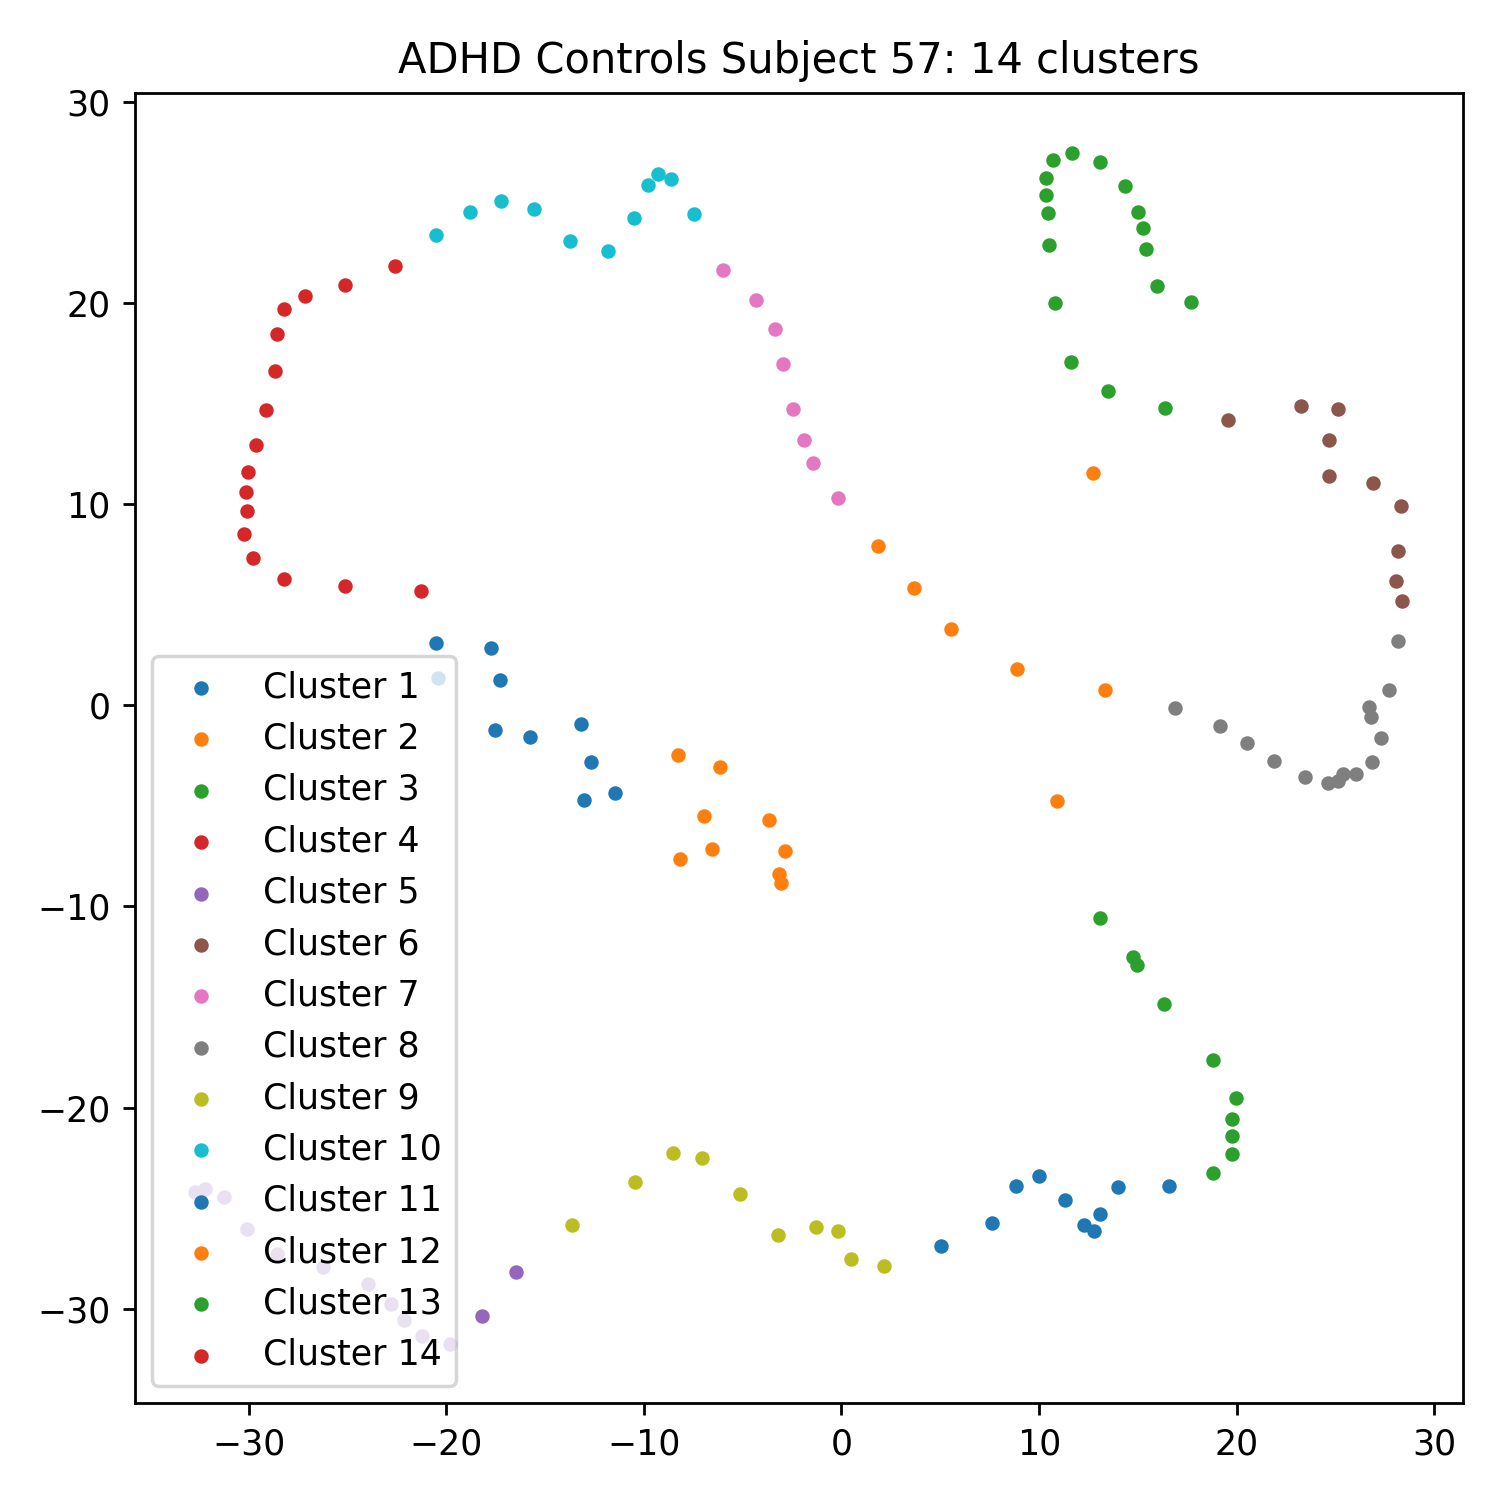 ADHD Controls Subject 57: 14 clusters
30
20
10
0
−10
−20
−30
Cluster 1
Cluster 2
Cluster 3
Cluster 4
Cluster 5
Cluster 6
Cluster 7
Cluster 8
Cluster 9
Cluster 10
Cluster 11
Cluster 12
Cluster 13
Cluster 14
−30 −20 −10 0 10 20 30